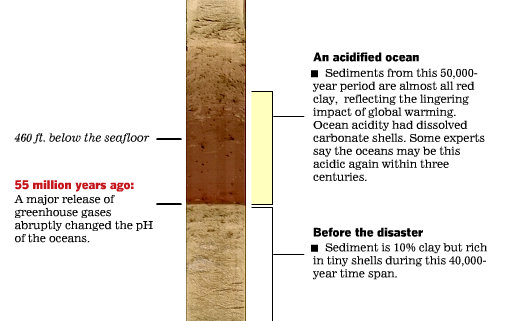 460 ft. below the seafloor
55 million years ago:
A major release of
greenhouse gases
abruptly changed the pH
of the oceans.
An acidified ocean
■ Sediments from this 50,000-
year period are almost all red
clay, reflecting the lingering
impact of global warming.
Ocean acidity had dissolved
carbonate shells. Some experts
say the oceans may be this
acidic again within three
centuries.
Before the disaster
■ Sediment is 10% clay but rich
in tiny shells during this 40,000-
year time span.